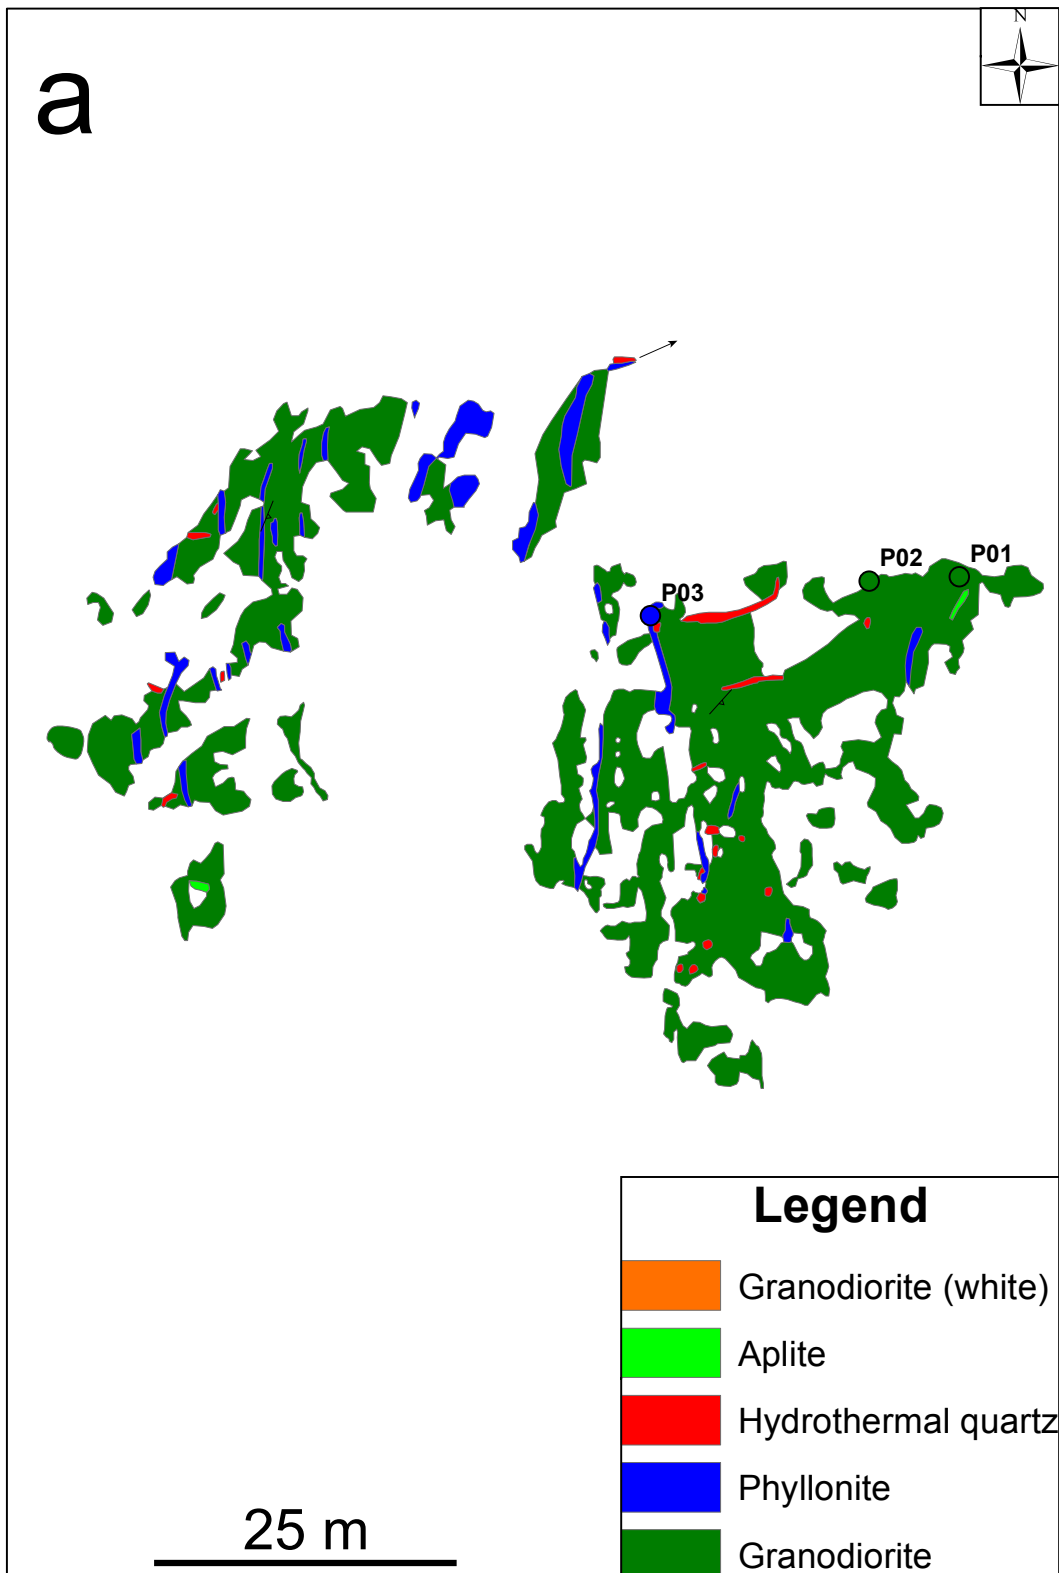 N
a
P02
P01
P03
Legend
Granodiorite (white)
Aplite
Hydrothermal quartz
Phyllonite
Granodiorite
25 m